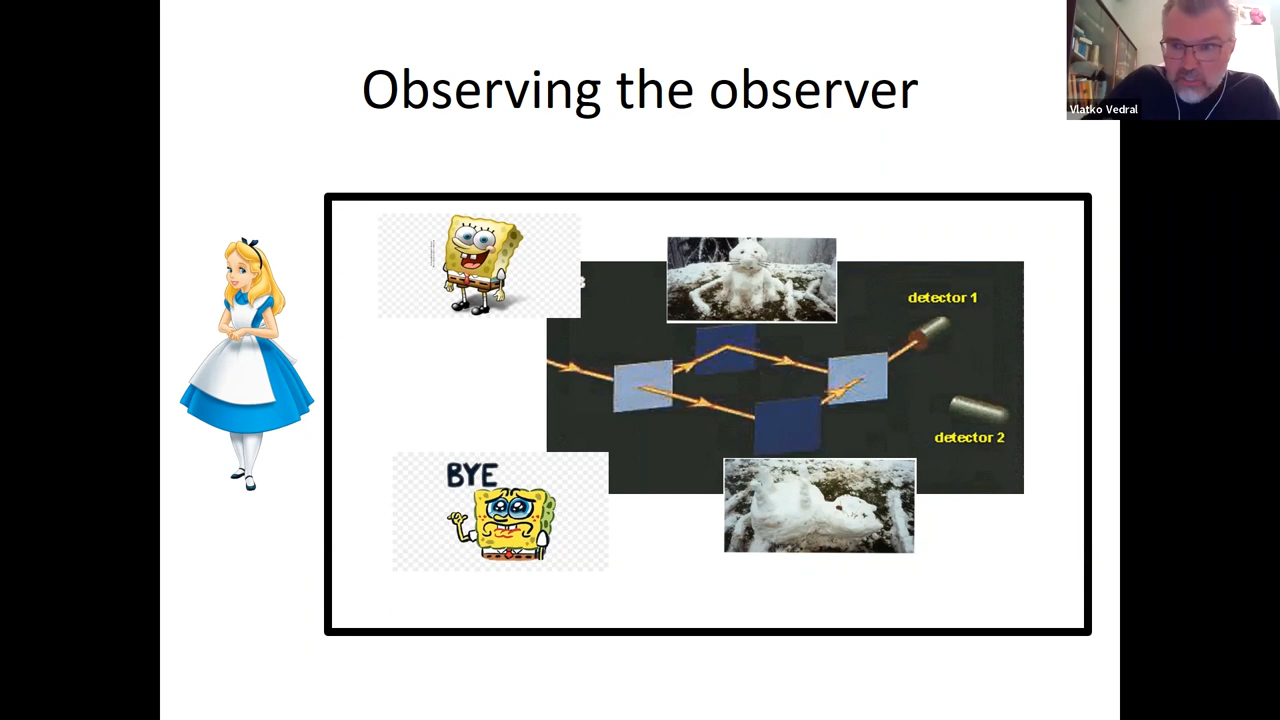 Observing the observer
Vlatko Vedral
detector 1
detector 2
BYE